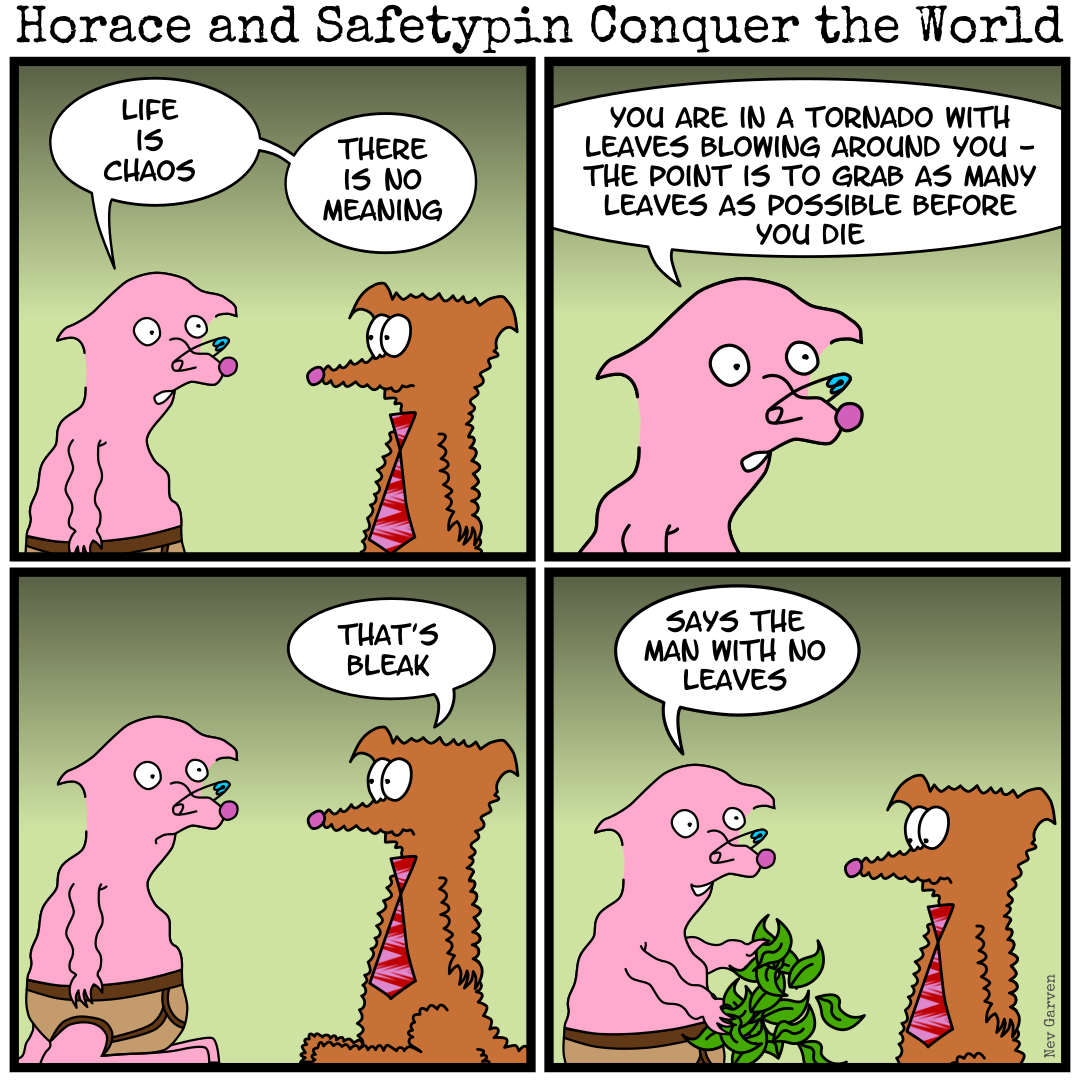 Horace and Safetypin Conquer the World
LIFE
IS
CHAOS
THERE
IS NO
MEANING
YOU ARE IN A TORNADO WITH
LEAVES BLOWING AROUND YOU –
THE POINT IS TO GRAB AS MANY
LEAVES AS POSSIBLE BEFORE
YOU DIE
THAT'S
BLEAK
SAYS THE
MAN WITH NO
LEAVES
Nev Garven